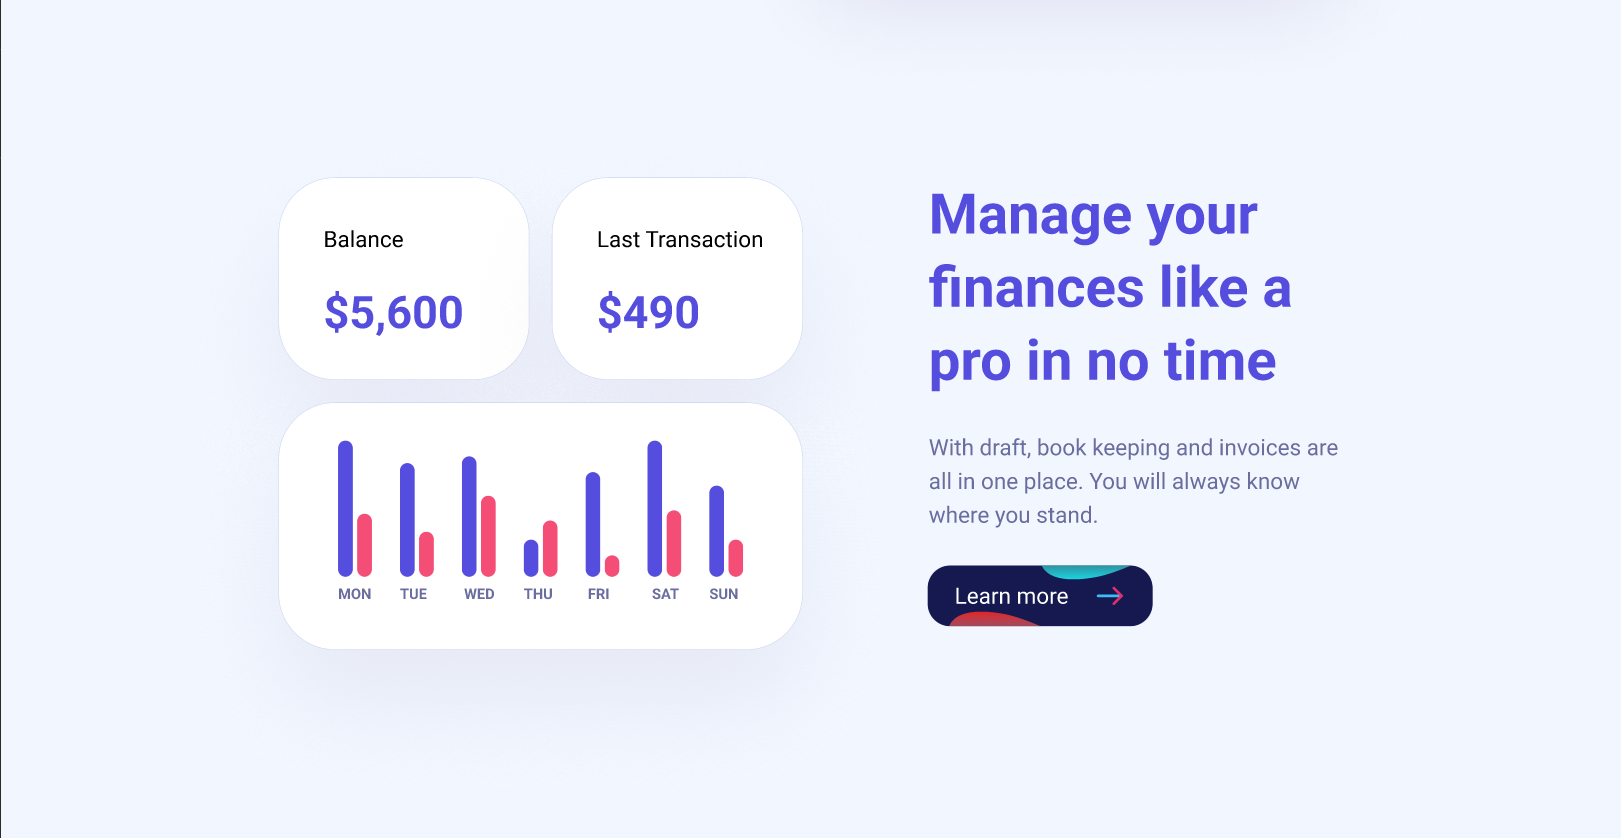 Balance
$5,600
Last Transaction
$490
MON TUE WED THU FRI SAT SUN
Manage your
finances like a
pro in no time
With draft, book keeping and invoices are
all in one place. You will always know
where you stand.
Learn more